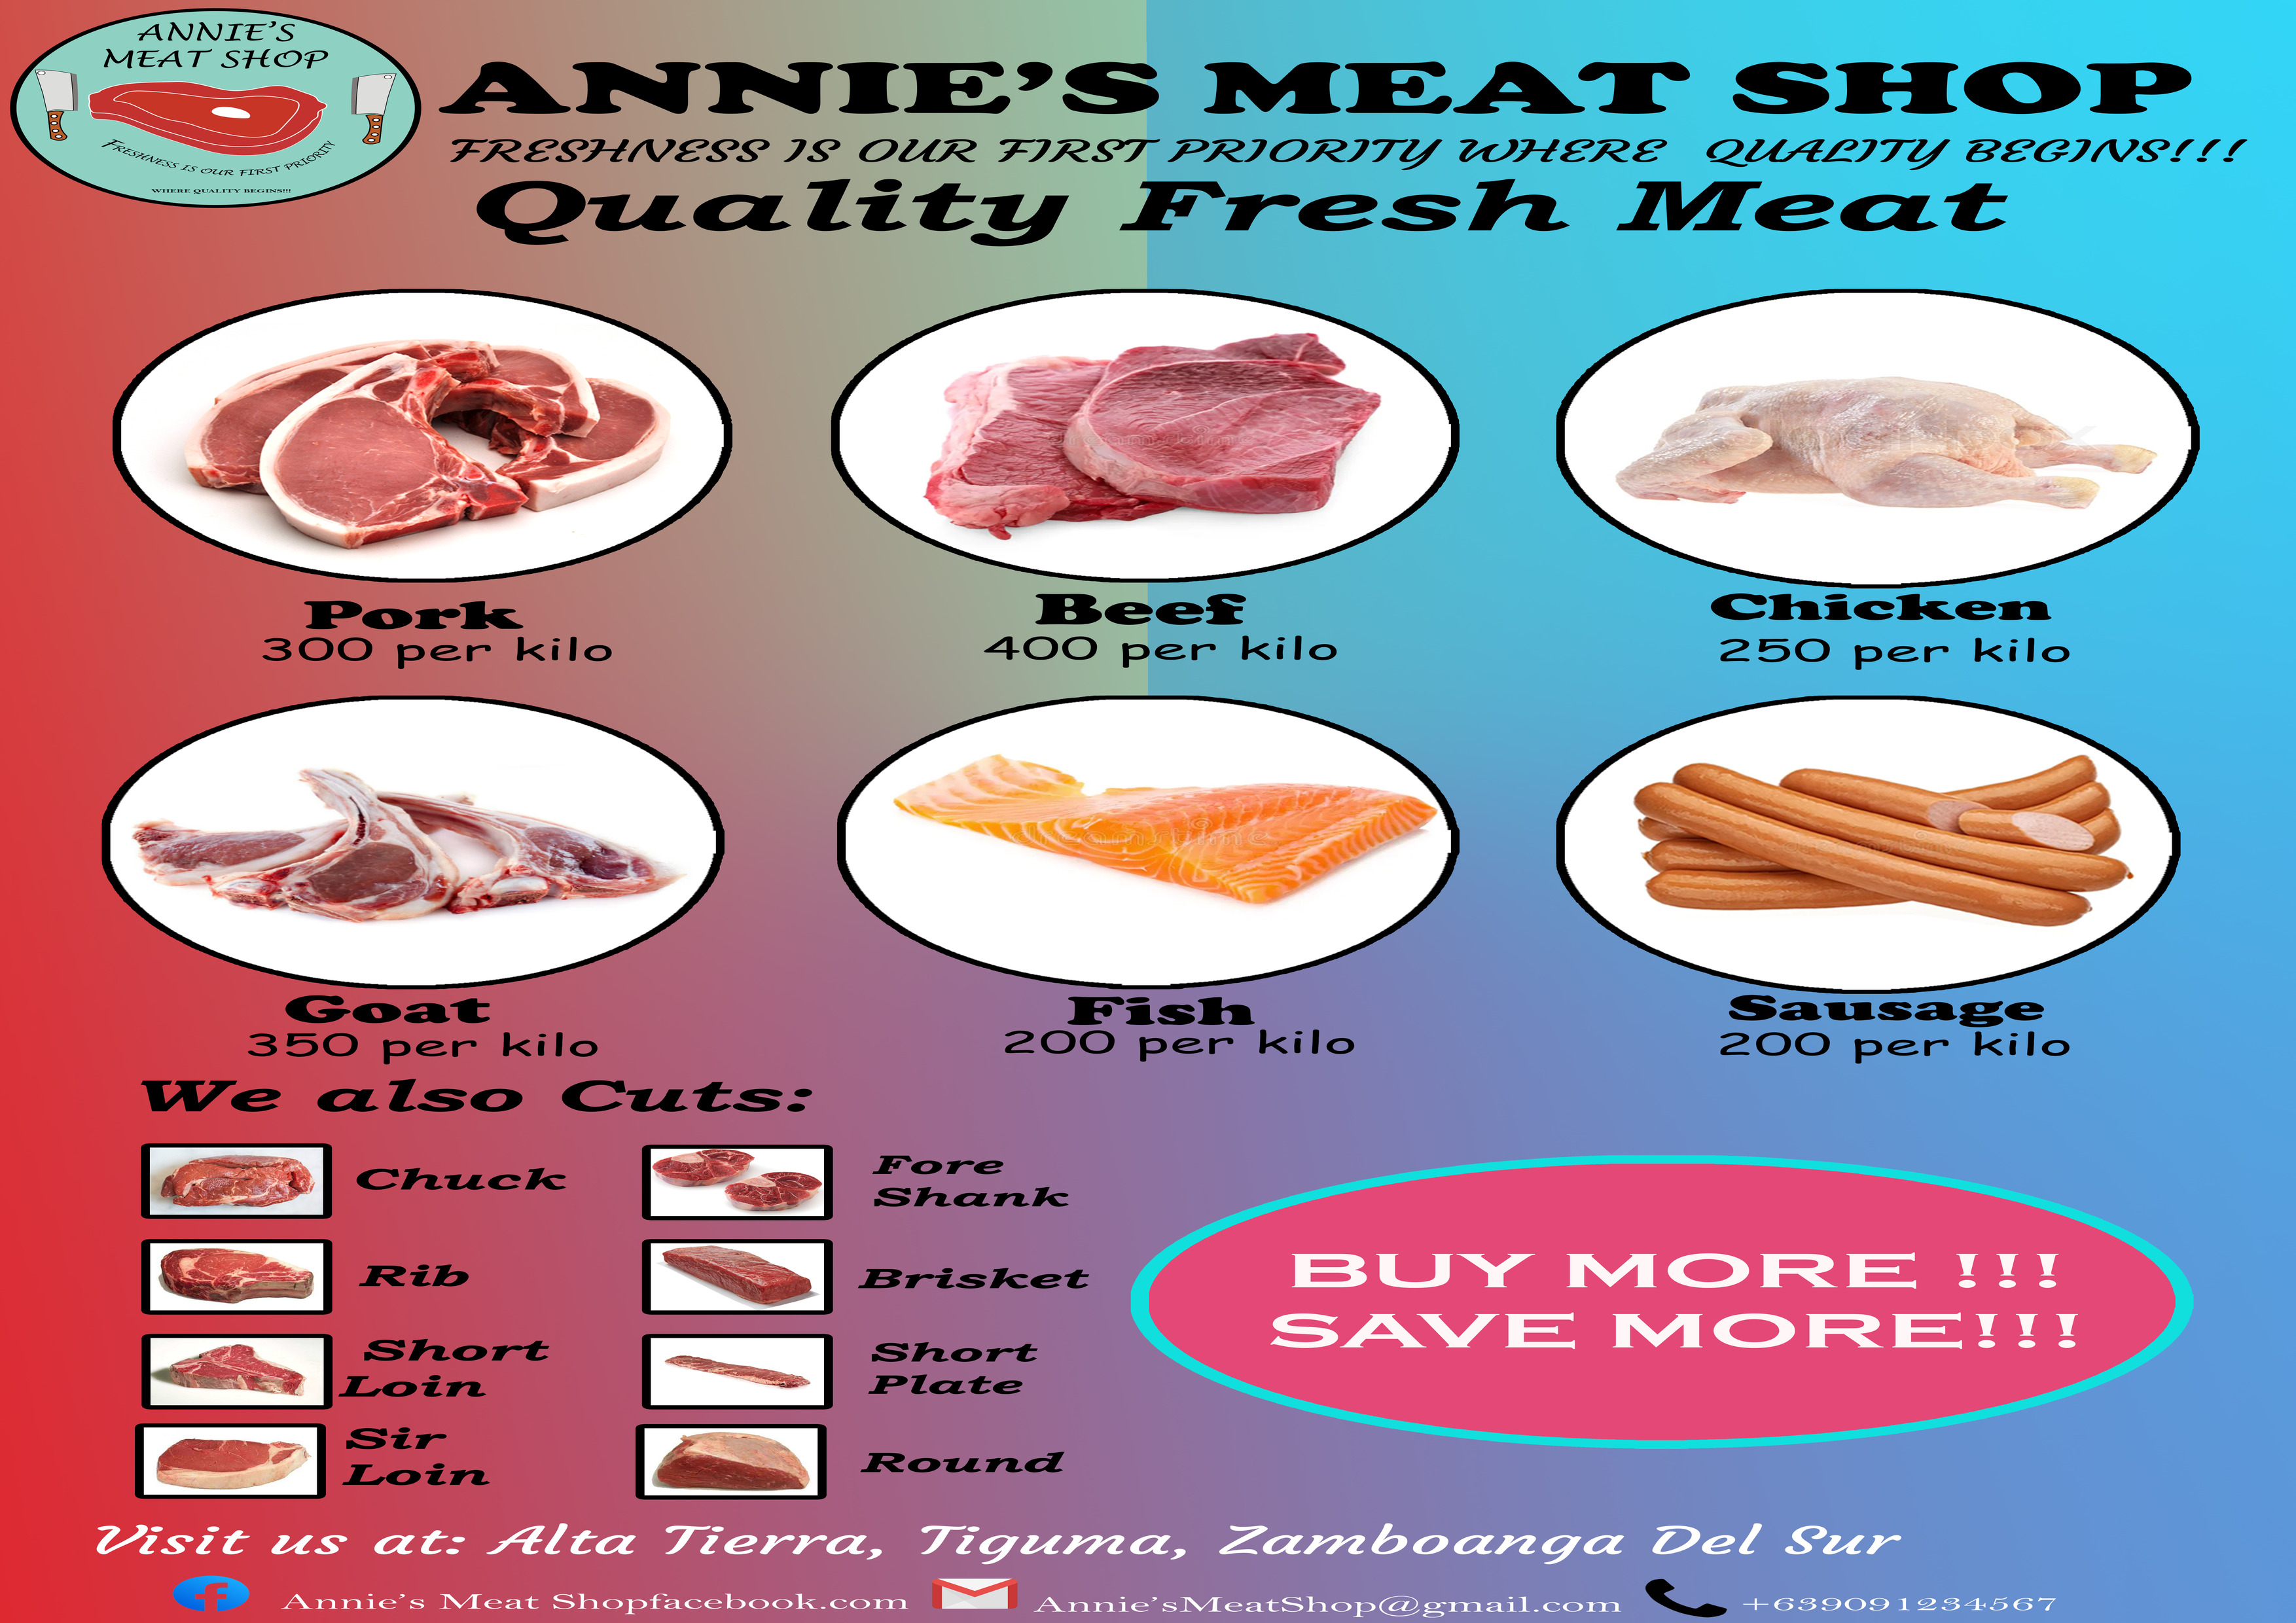 ANNIE'S
MEAT SHOP
FRESHNESS IS OUR FIRST PRIORITY
WHERE QUALITY BEGINS!!!
ANNIE'S MEAT SHOP
FRESHNESS IS OUR FIRST PRIORITY WHERE QUALITY BEGINS!!!
Quality Fresh Meat
Pork
300 per kilo
Beef
400 per kilo
Chicken
250 per kilo
Goat
350 per kilo
Fish
200 per kilo
Sausage
200 per kilo
We also Cuts:
Chuck
Fore
Shank
Rib
Brisket
Short
Loin
Short
Plate
Sir
Loin
Round
BUY MORE !!!
SAVE MORE!!!
Visit us at: Alta Tierra, Tiguma, Zamboanga Del Sur
Annie's Meat Shopfacebook.com
Annie'sMeatShop@gmail.com
+639091234567